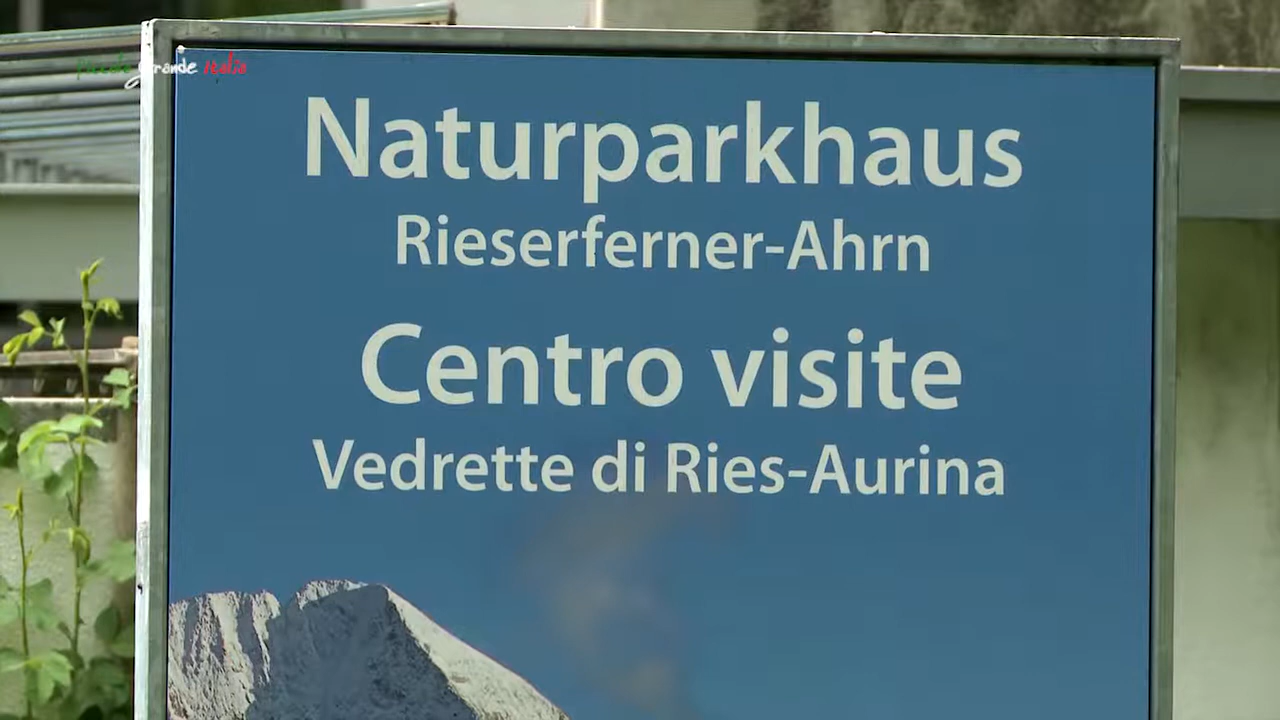 Piccola grande italia
Naturparkhaus
Rieserferner-Ahrn
Centro visite
Vedrette di Ries-Aurina